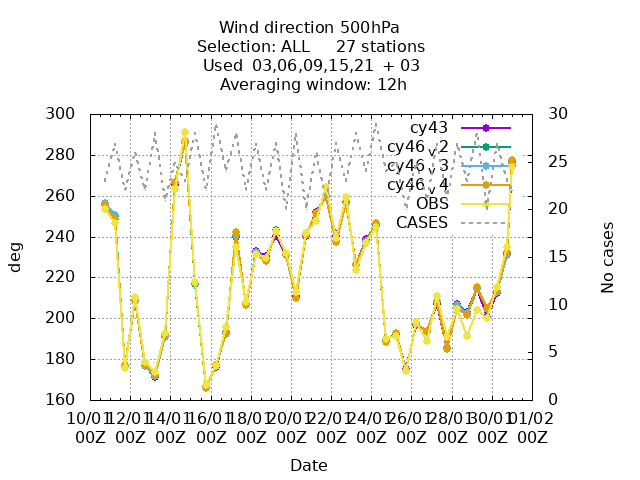 Wind direction 500hPa
Selection: ALL 27 stations
Used 03,06,09,15,21 + 03
Averaging window: 12h
300
280
260
240
220
200
180
160
deg
30
25
20
15
10
5
0
No cases
cy43
cy46_v_2
cy46_v_3
cy46_v_4
OBS
CASES
10/01 12/01 14/01 16/01 18/01 20/01 22/01 24/01 26/01 28/01 30/01 01/02
00Z 00Z 00Z 00Z 00Z 00Z 00Z 00Z 00Z 00Z 00Z 00Z
Date